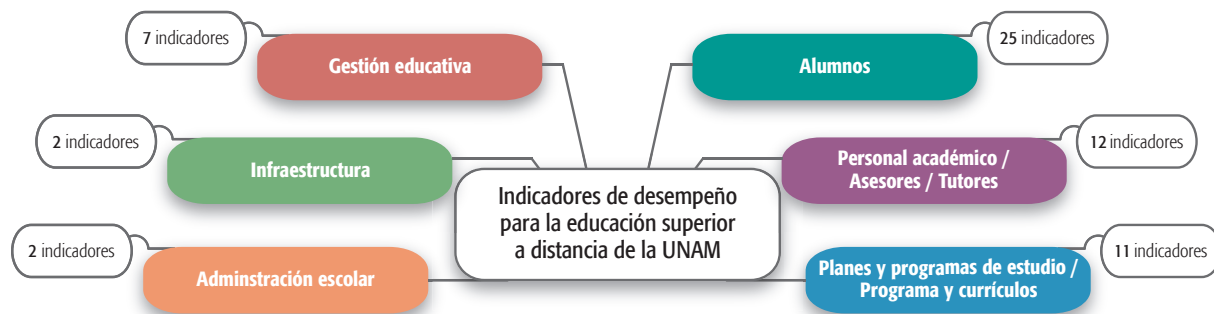 7 indicadores
Gestión educativa
Alumnos
25 indicadores
2 indicadores
Infraestructura
Personal académico /
Asesores / Tutores
12 indicadores
Indicadores de desempeño
para la educación superior
a distancia de la UNAM
2 indicadores
Adminstración escolar
Planes y programas de estudio /
Programa y currículos
11 indicadores